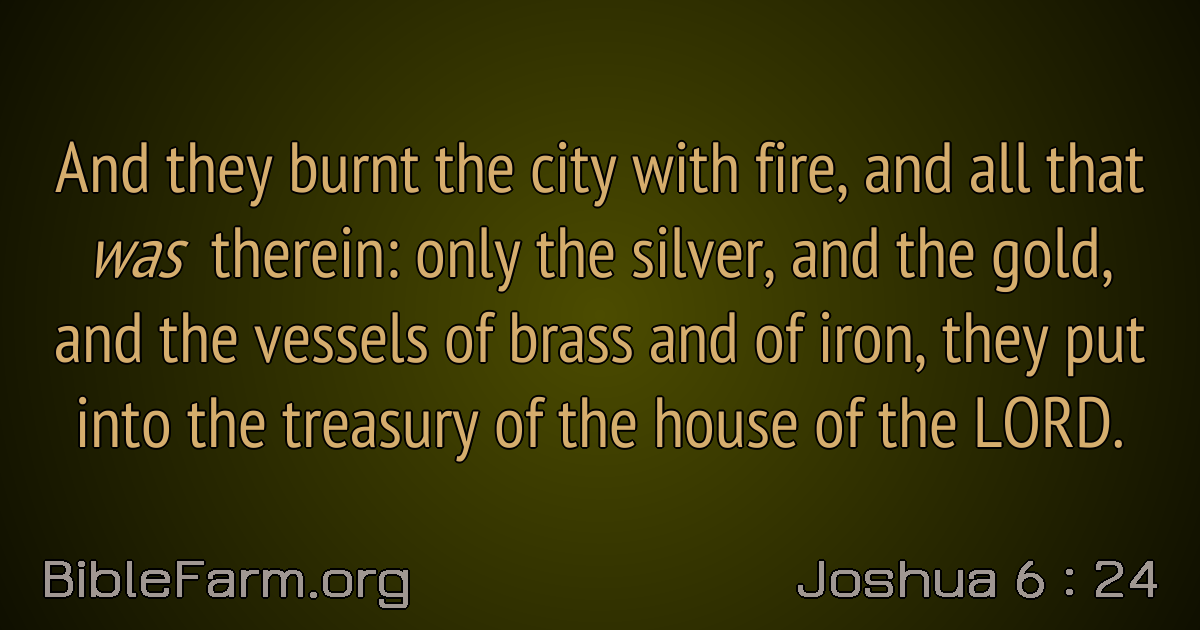 And they burnt the city with fire, and all that
was therein: only the silver, and the gold,
and the vessels of brass and of iron, they put
into the treasury of the house of the LORD.
BibleFarm.org
Joshua 6 : 24